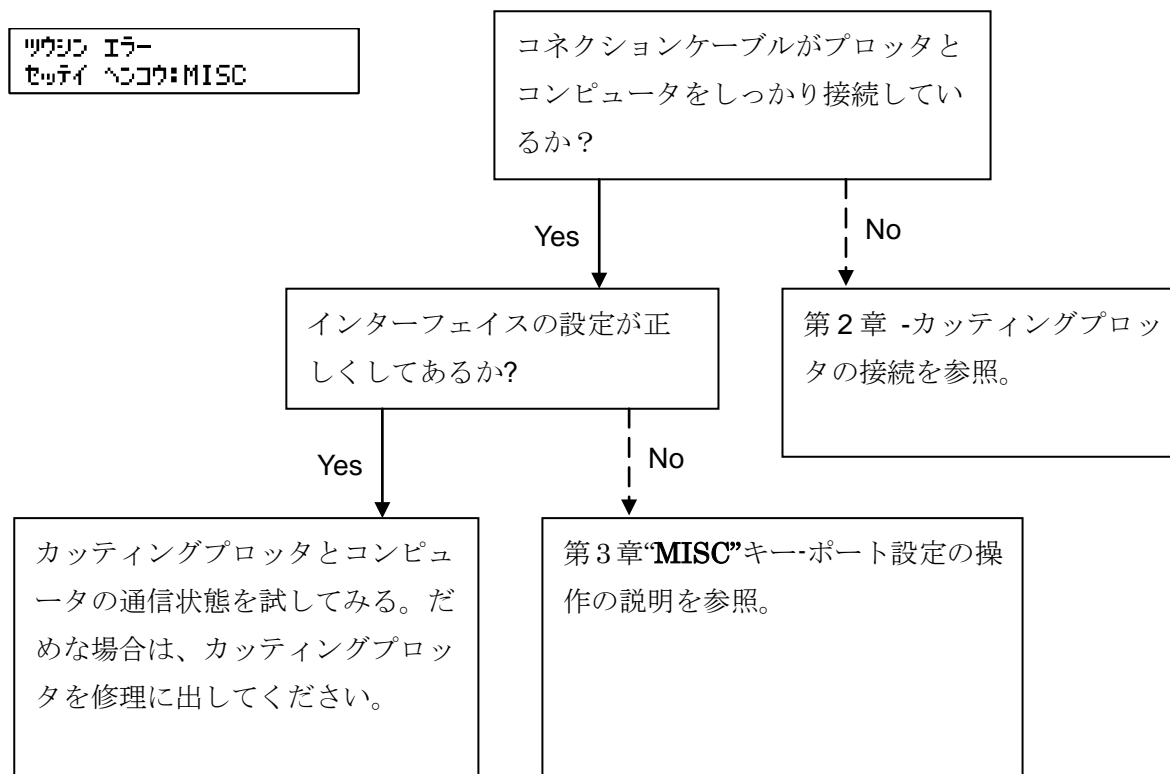 ツウシン エラー
セッテイ ヘンコウ:MISC
コネクションケーブルがプロッタと
コンピュータをしっかり接続してい
るか？
Yes
No
インターフェイスの設定が正
しくしてあるか?
第2章 -カッティングプロッ
タの接続を参照。
Yes
No
カッティングプロッタとコンピュ
ータの通信状態を試してみる。だ
めな場合は、カッティングプロッ
タを修理に出してください。
第３章“MISC”キー-ポート設定の操
作の説明を参照。